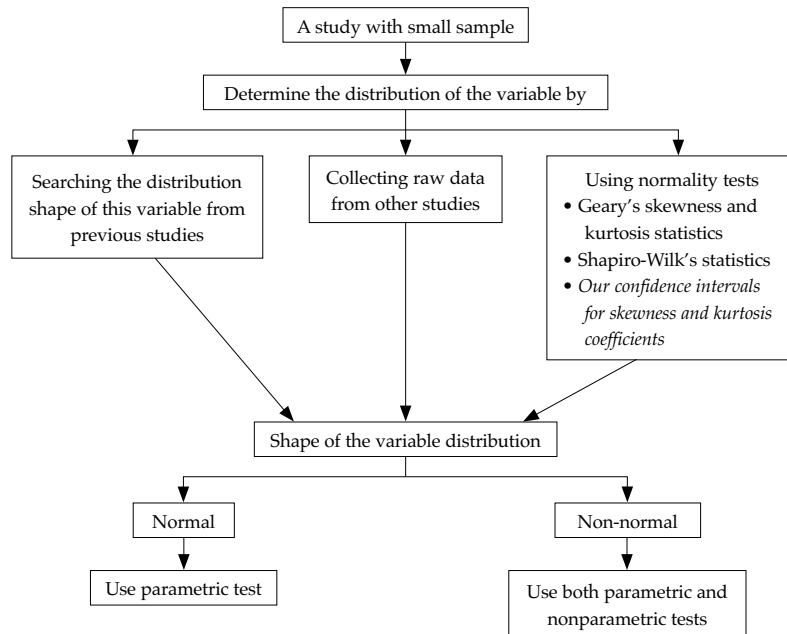 A study with small sample
Determine the distribution of the variable by
Searching the distribution
shape of this variable from
previous studies
Collecting raw data
from other studies
Using normality tests
• Geary's skewness and
kurtosis statistics
• Shapiro-Wilk's statistics
• Our confidence intervals
for skewness and kurtosis
coefficients
Shape of the variable distribution
Normal
Non-normal
Use parametric test
Use both parametric and
nonparametric tests